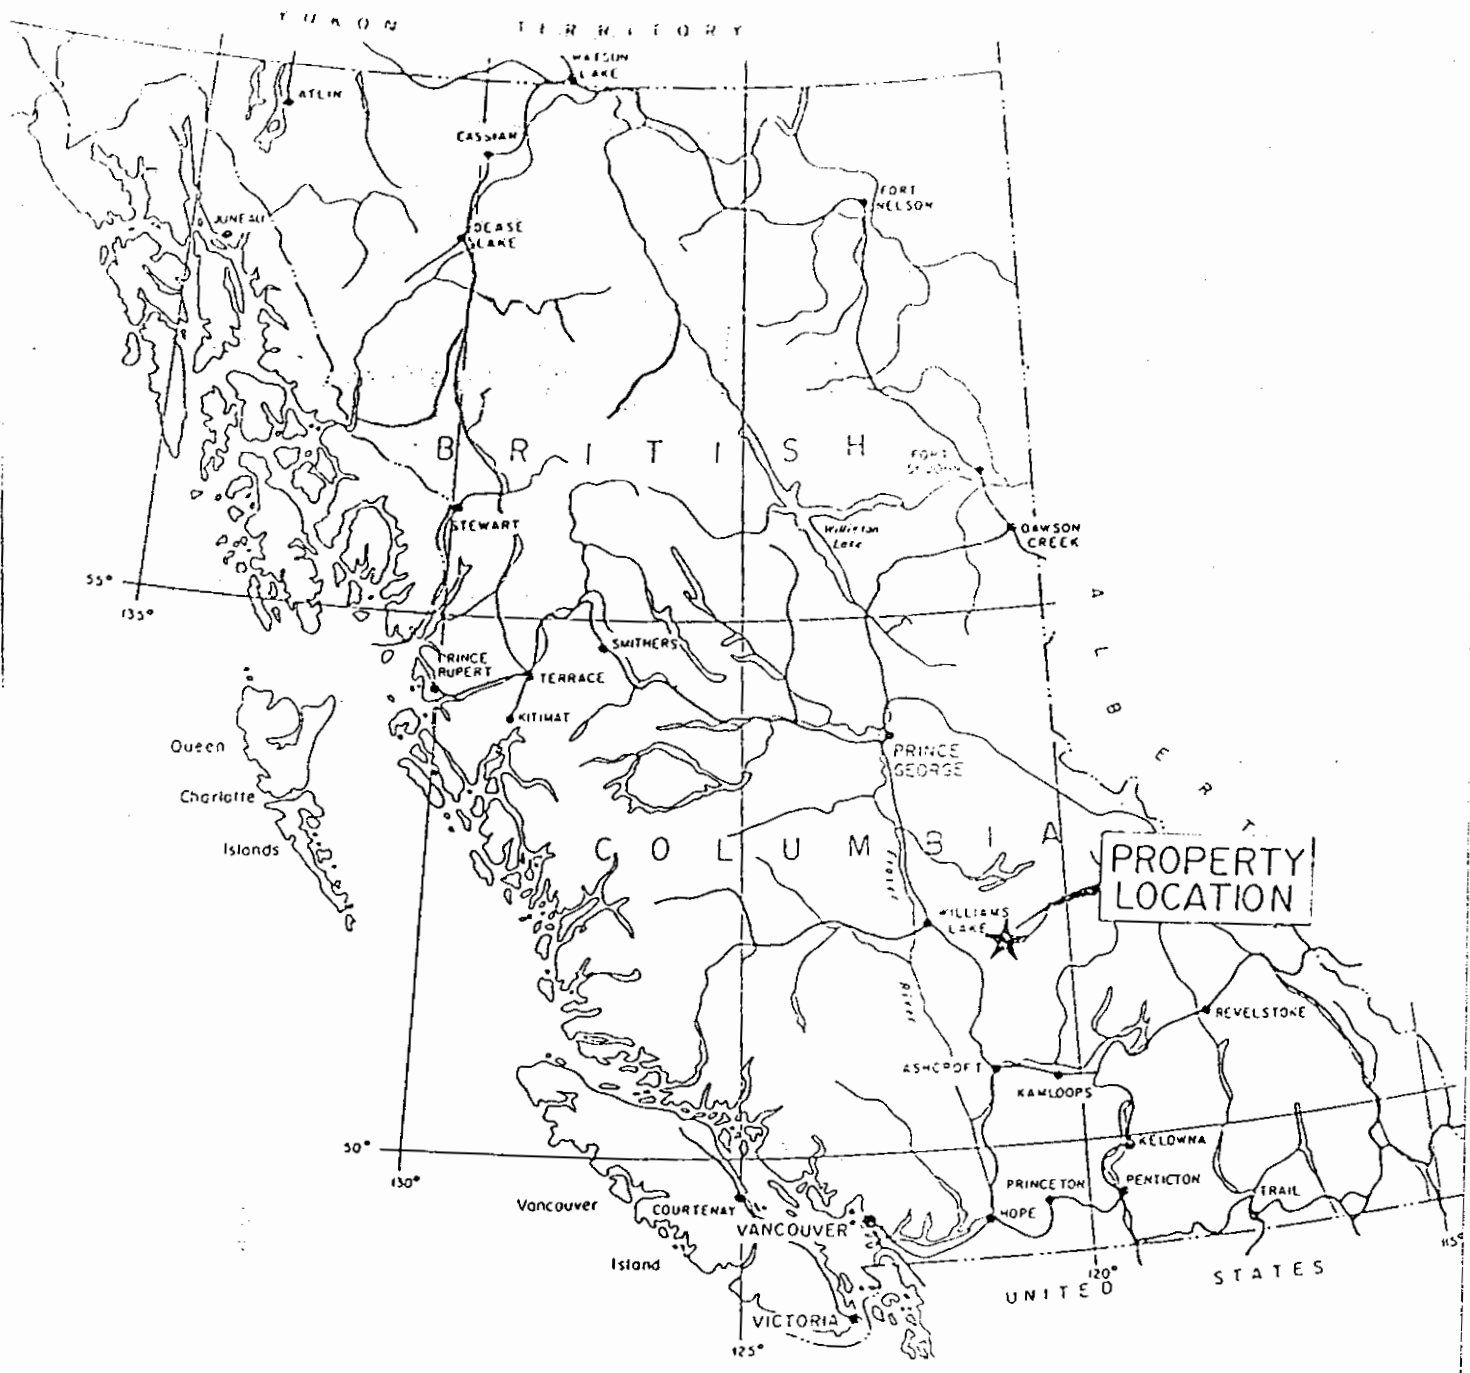 YUKON TERRITORY
WATSON
LAKE
ATLIN
CASSIAR
FORT
NELSON
JUNEAU
DEASE
LAKE
BRITISH
FORT
ST. JOHN
STEWART
Williston
Lake
DAWSON
CREEK
55°
135°
ALBERT
SMITHERS
PRINCE
RUPERT
TERRACE
KITIMAT
Queen
Charlotte
Islands
PRINCE
GEORGE
COLUMBIA
Fraser
River
PROPERTY
LOCATION
WILLIAMS
LAKE
REVELSTOKE
ASHCROFT
KAMLOOPS
50°
130°
KELOWNA
Vancouver
Island
COURTENAY
PRINCETON
PENTICTON
TRAIL
VANCOUVER
HOPE
115°
120°
UNITED STATES
VICTORIA
125°